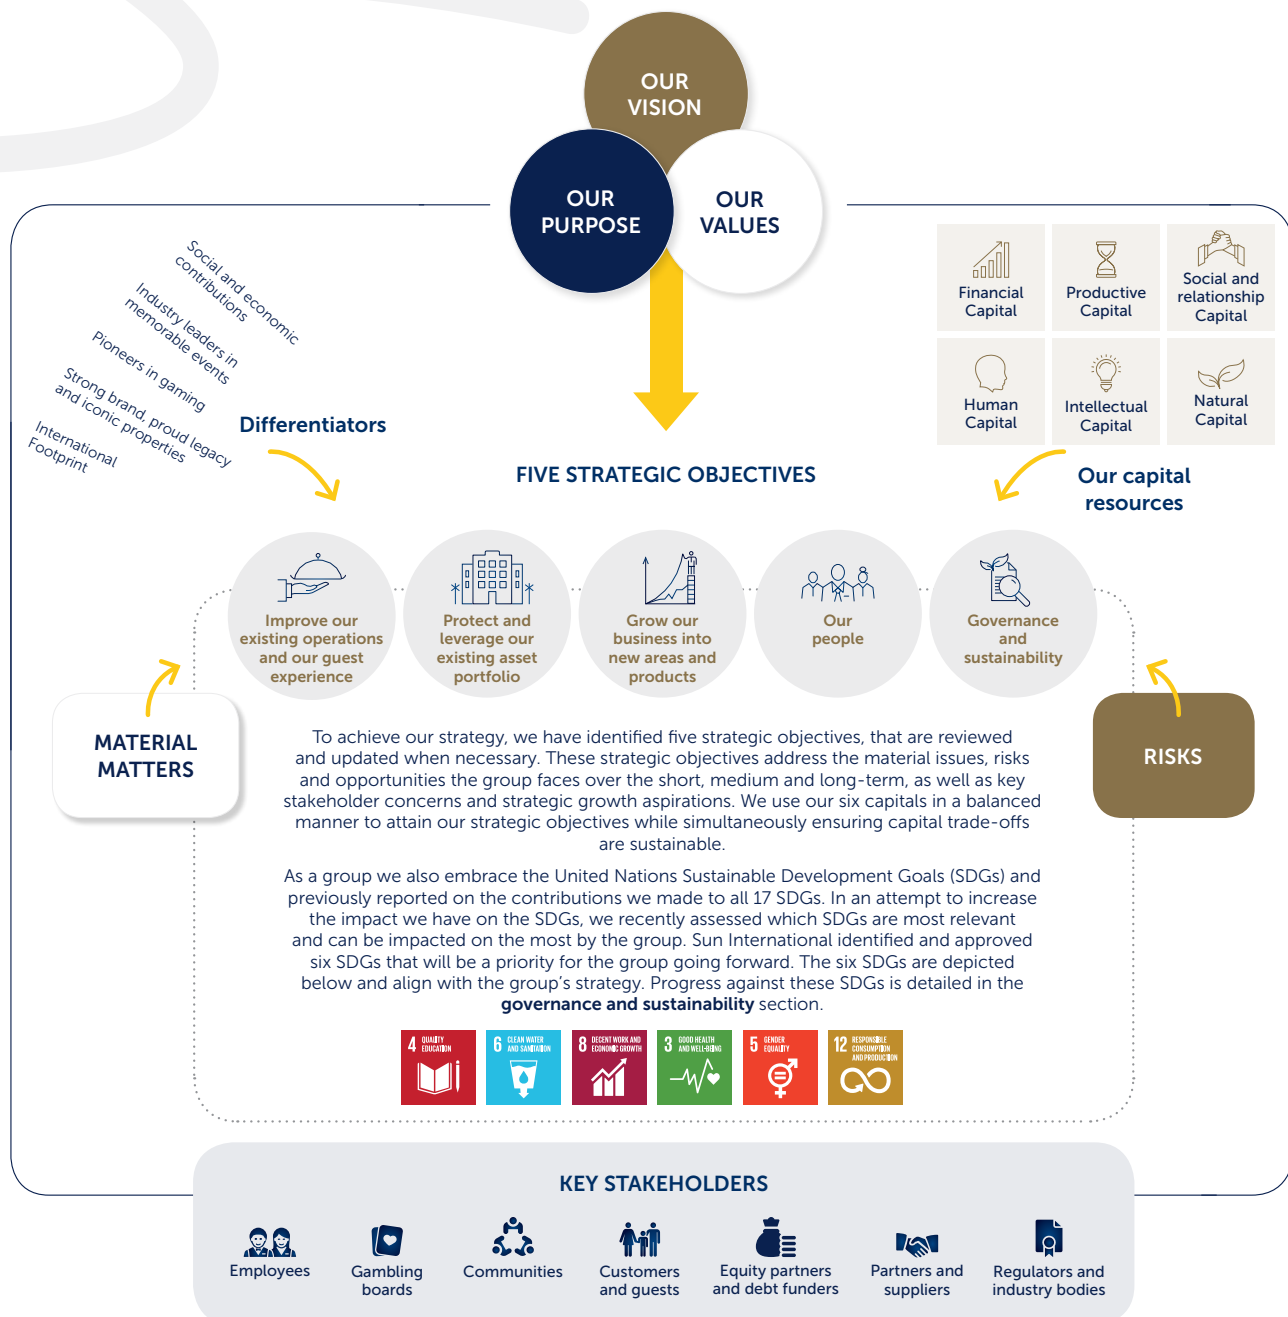 OUR
VISION
OUR
PURPOSE
OUR
VALUES
Social and economic
contributions
Industry leaders in
memorable events
Pioneers in gaming
Strong brand, proud legacy
and iconic properties
International
Footprint
Differentiators
Financial
Capital
Productive
Capital
Social and
relationship
Capital
Human
Capital
Intellectual
Capital
Natural
Capital
Our capital
resources
FIVE STRATEGIC OBJECTIVES
Improve our
existing operations
and our guest
experience
Protect and
leverage our
existing asset
portfolio
Grow our
business into
new areas and
products
Our
people
Governance
and
sustainability
MATERIAL
MATTERS
RISKS
To achieve our strategy, we have identified five strategic objectives, that are reviewed
and updated when necessary. These strategic objectives address the material issues, risks
and opportunities the group faces over the short, medium and long-term, as well as key
stakeholder concerns and strategic growth aspirations. We use our six capitals in a balanced
manner to attain our strategic objectives while simultaneously ensuring capital trade-offs
are sustainable.
As a group we also embrace the United Nations Sustainable Development Goals (SDGs) and
previously reported on the contributions we made to all 17 SDGs. In an attempt to increase
the impact we have on the SDGs, we recently assessed which SDGs are most relevant
and can be impacted on the most by the group. Sun International identified and approved
six SDGs that will be a priority for the group going forward. The six SDGs are depicted
below and align with the group's strategy. Progress against these SDGs is detailed in the
governance and sustainability section.
4 QUALITY
EDUCATION
6 CLEAN WATER
AND SANITATION
8 DECENT WORK AND
ECONOMIC GROWTH
3 GOOD HEALTH
AND WELL-BEING
5 GENDER
EQUALITY
12 RESPONSIBLE
CONSUMPTION
AND PRODUCTION
KEY STAKEHOLDERS
Employees
Gambling
boards
Communities
Customers
and guests
Equity partners
and debt funders
Partners and
suppliers
Regulators and
industry bodies